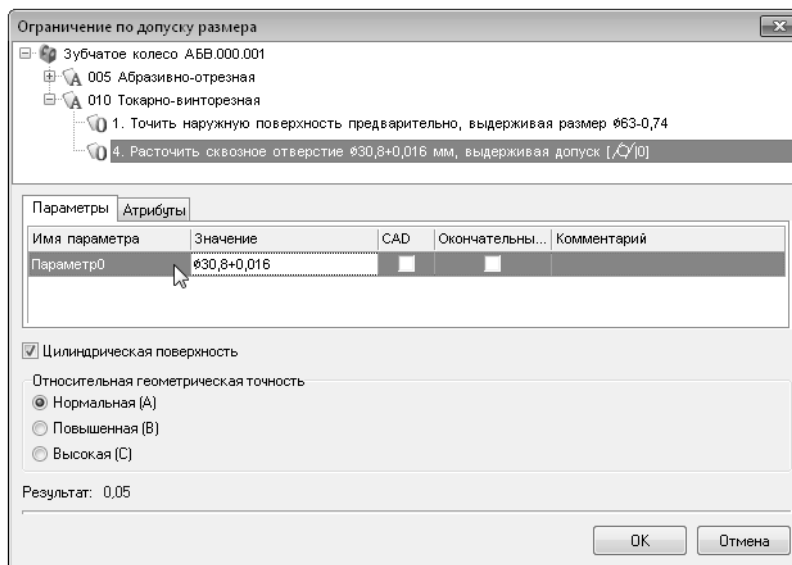 Ограничение по допуску размера
Зубчатое колесо АБВ.000.001
005 Абразивно-отрезная
010 Токарно-винторезная
1. Точить наружную поверхность предварительно, выдерживая размер ø63-0,74
4. Расточить сквозное отверстие ø30,8+0,016 мм, выдерживая допуск [⌭|0]
Параметры Атрибуты
Имя параметра Значение CAD Окончательны... Комментарий
Параметр0 ø30,8+0,016
Цилиндрическая поверхность
Относительная геометрическая точность
Нормальная (A)
Повышенная (B)
Высокая (C)
Результат: 0,05
OK Отмена